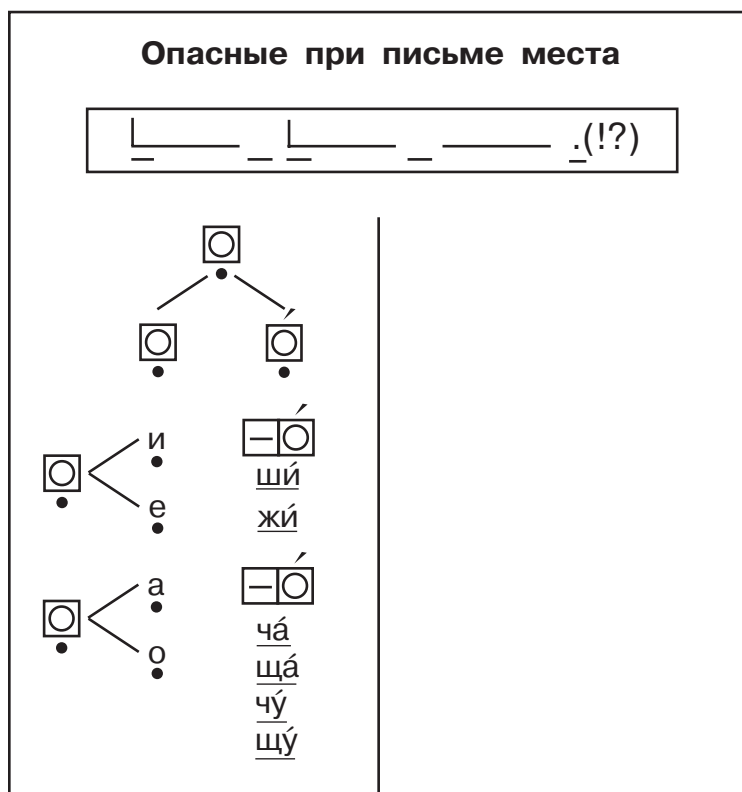 Опасные при письме места
.(!?)
и
е
ши́
жи́
а
о
ча́
ща́
чу́
щу́